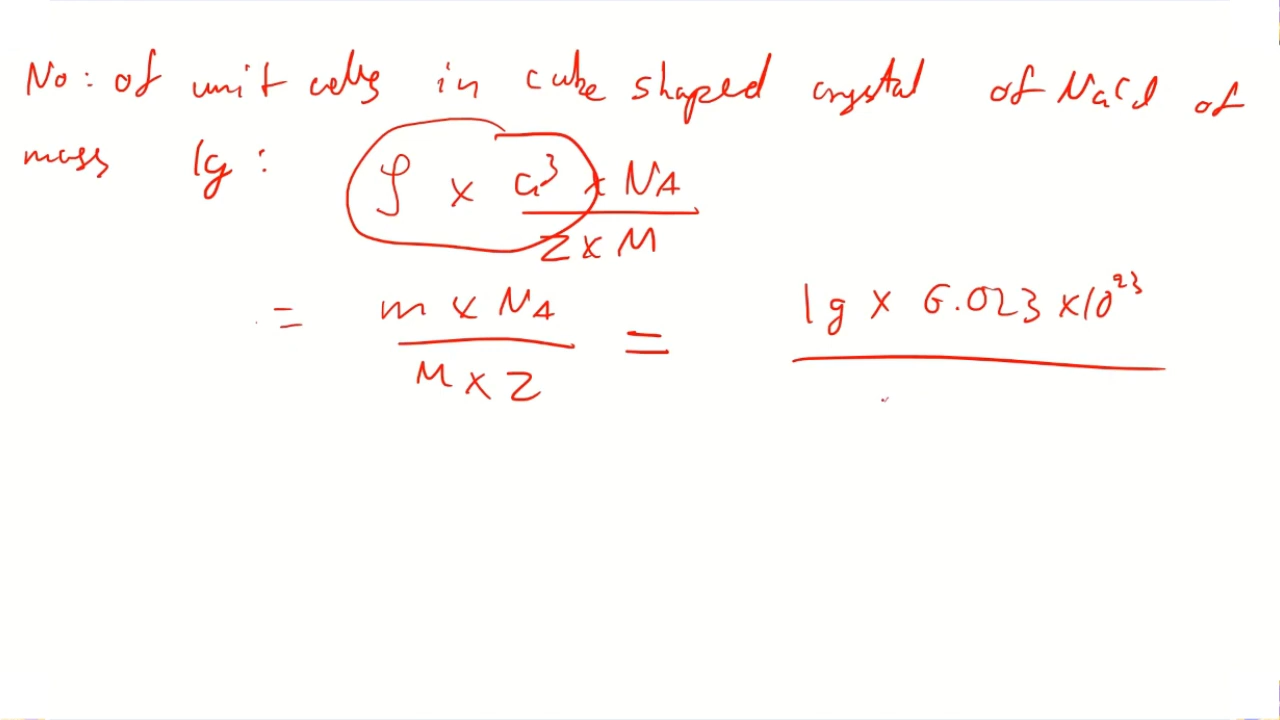 No: of unit cells in cube shaped crystal of NaCl of
mass 1g: ρ × a³ × NA / Z × M
= m × NA / M × Z = 1g × 6.023 × 10²³